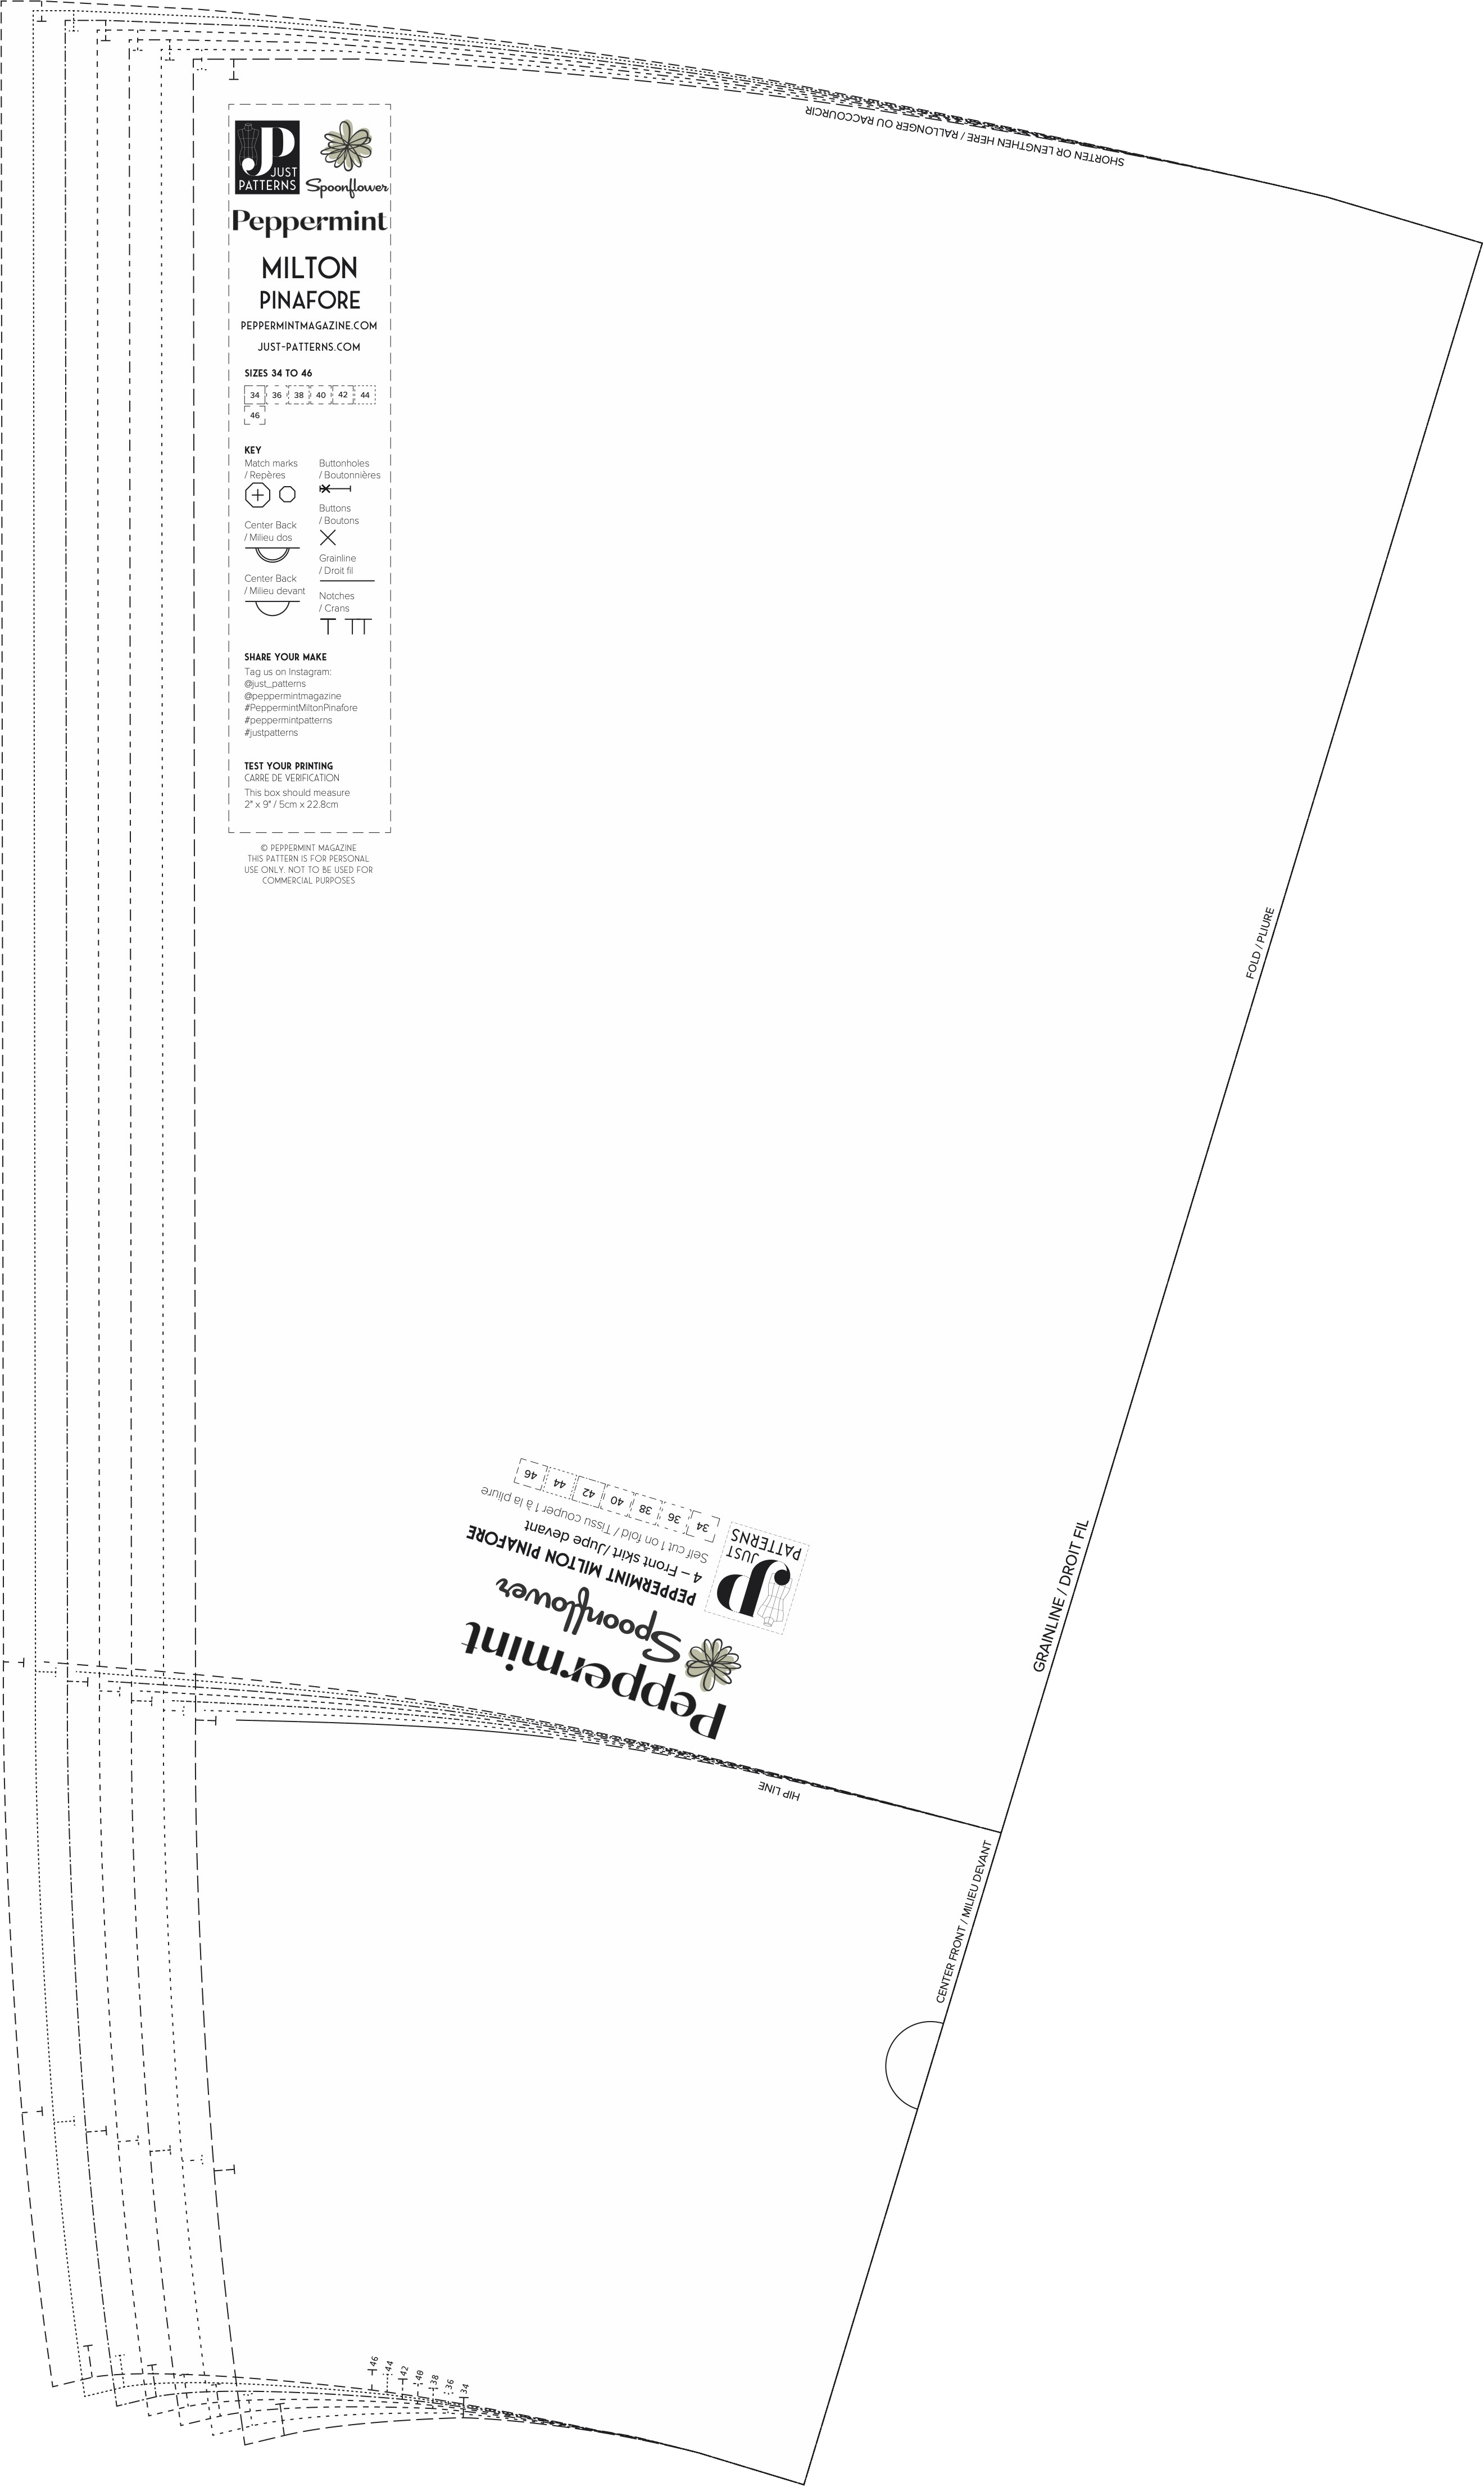 SHORTEN OR LENGTHEN HERE / RALLONGER OU RACCOURCIR
JUST
PATTERNS
Spoonflower
Peppermint
MILTON
PINAFORE
PEPPERMINTMAGAZINE.COM
JUST-PATTERNS.COM
SIZES 34 TO 46
34 36 38 40 42 44
46
KEY
Match marks
/ Repères
Center Back
/ Milieu dos
Center Back
/ Milieu devant
Buttonholes
/ Boutonnières
Buttons
/ Boutons
Grainline
/ Droit fil
Notches
/ Crans
SHARE YOUR MAKE
Tag us on Instagram:
@just_patterns
@peppermintmagazine
#PeppermintMiltonPinafore
#peppermintpatterns
#justpatterns
TEST YOUR PRINTING
CARRE DE VERIFICATION
This box should measure
2" x 9" / 5cm x 22.8cm
© PEPPERMINT MAGAZINE
THIS PATTERN IS FOR PERSONAL
USE ONLY. NOT TO BE USED FOR
COMMERCIAL PURPOSES
FOLD / PLIURE
GRAINLINE / DROIT FIL
Peppermint
Spoonflower
JUST
PATTERNS
PEPPERMINT MILTON PINAFORE
4 – Front skirt /Jupe devant
Self cut 1 on fold / Tissu couper 1 à la pliure
34 36 38 40 42 44 46
HIP LINE
CENTER FRONT / MILIEU DEVANT
46
44
42
40
38
36
34